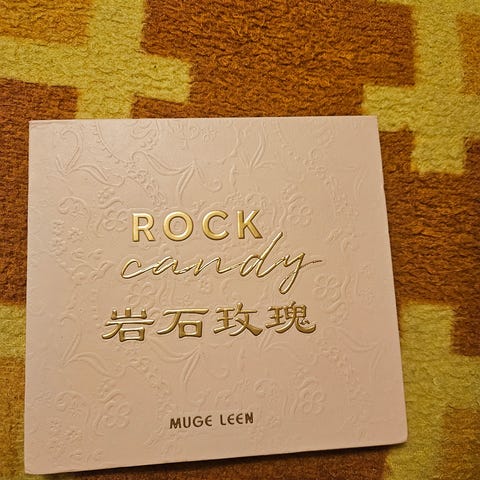 ROCK
candy
岩石玫瑰
MUGE LEEN